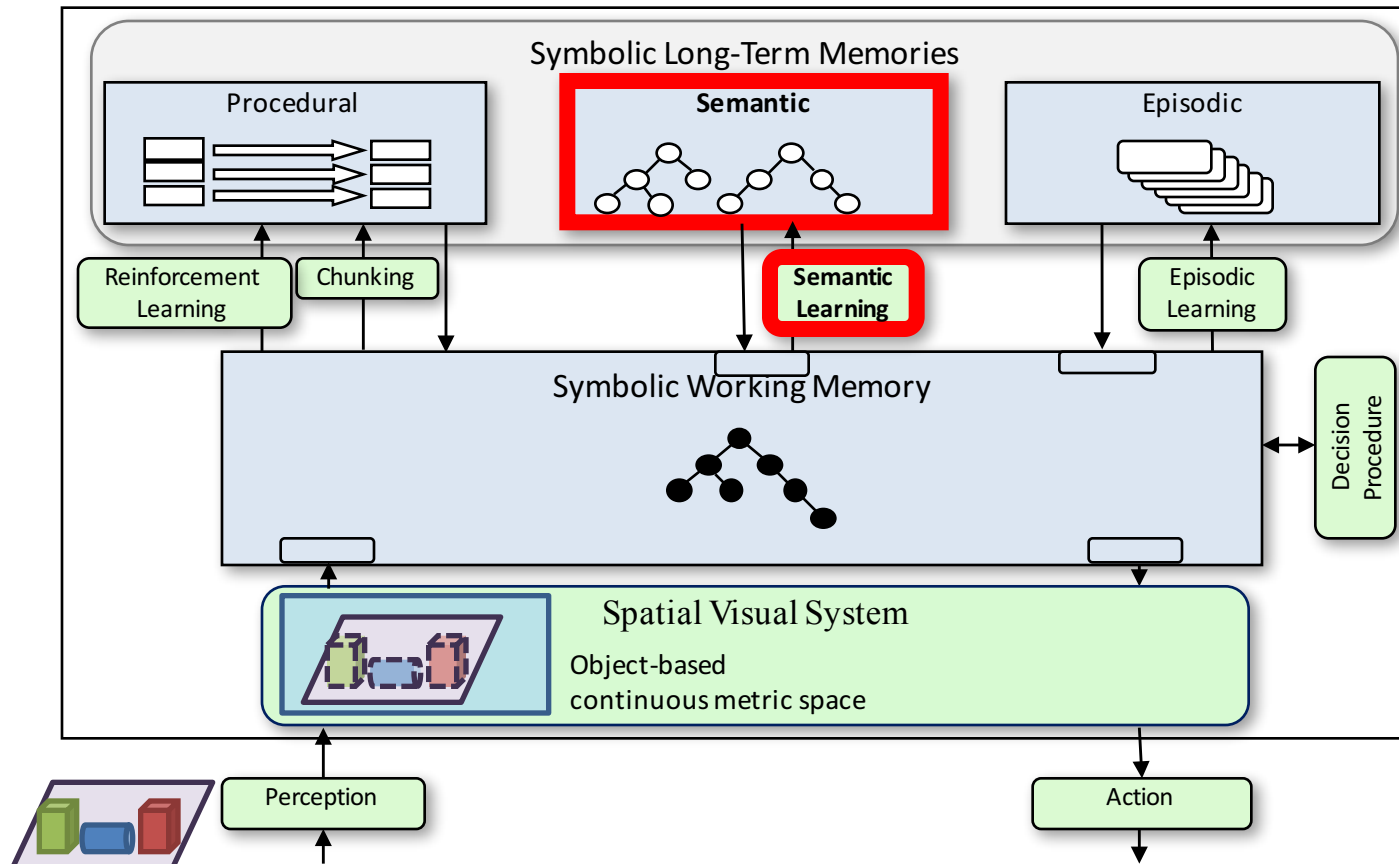 Symbolic Long-Term Memories
Procedural
Semantic
Episodic
Reinforcement
Learning
Chunking
Semantic
Learning
Episodic
Learning
Symbolic Working Memory
Decision
Procedure
Spatial Visual System
Object-based
continuous metric space
Perception
Action